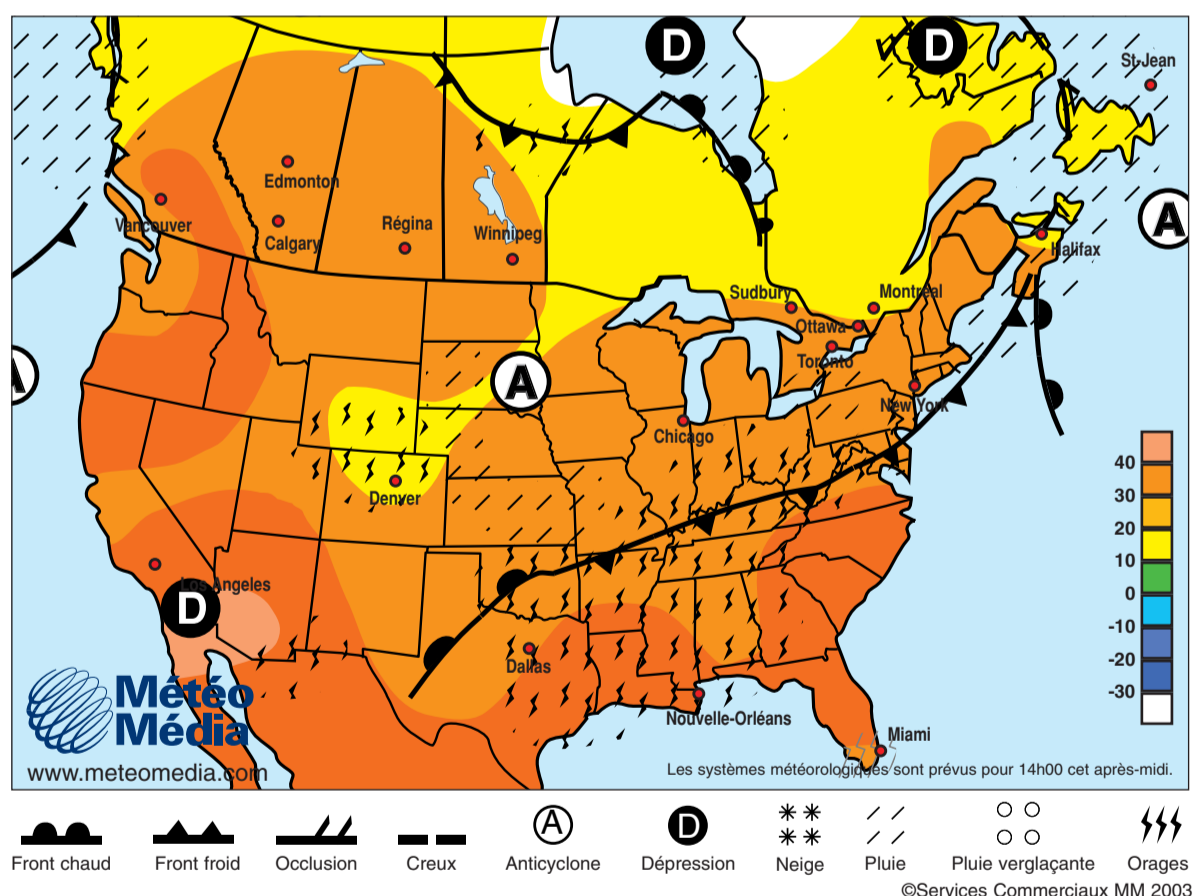 D
D
St-Jean
Edmonton
A
Vancouver
Calgary
Régina
Winnipeg
Halifax
Sudbury
Montréal
Ottawa
Toronto
A
A
New York
Chicago
Denver
40
30
20
10
0
-10
-20
-30
Los Angeles
D
Dallas
Nouvelle-Orléans
Miami
Météo
Média
www.meteomedia.com
Les systèmes météorologiques sont prévus pour 14h00 cet après-midi.
A
D
Front chaud
Front froid
Occlusion
Creux
Anticyclone
Dépression
Neige
Pluie
Pluie verglaçante
Orages
©Services Commerciaux MM 2003